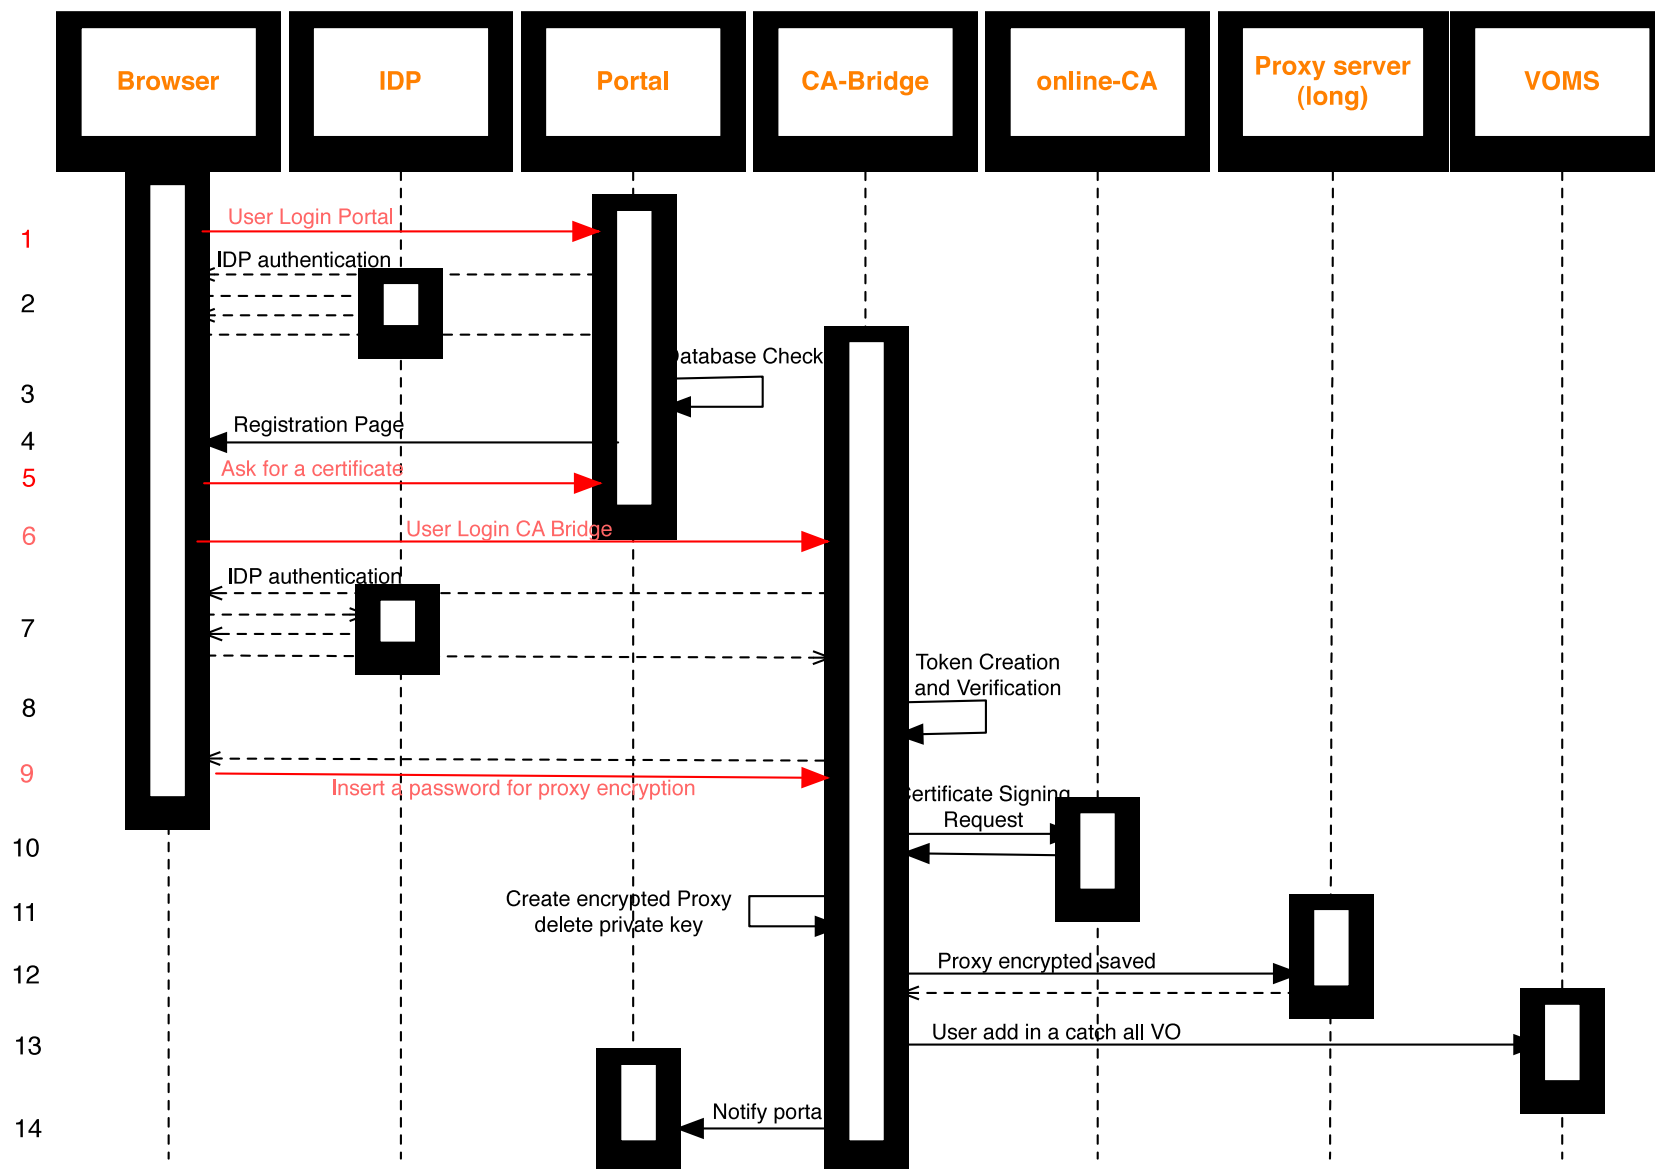 Browser
IDP
Portal
CA-Bridge
online-CA
Proxy server
(long)
VOMS
1
User Login Portal
IDP authentication
2
Database Check
3
4
Registration Page
5
Ask for a certificate
6
User Login CA Bridge
IDP authentication
7
Token Creation
and Verification
8
9
Insert a password for proxy encryption
Certificate Signing
Request
10
Create encrypted Proxy
delete private key
11
12
Proxy encrypted saved
13
User add in a catch all VO
14
Notify porta